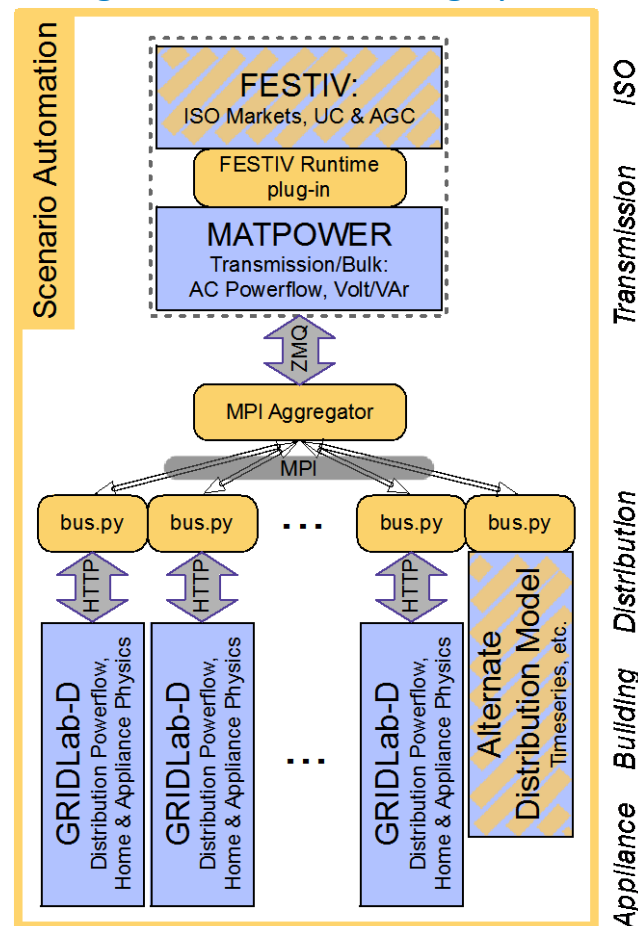 Scenario Automation
FESTIV:
ISO Markets, UC & AGC
FESTIV Runtime
plug-in
MATPOWER
Transmission/Bulk:
AC Powerflow, Volt/VAr
ZMQ
MPI Aggregator
MPI
bus.py
bus.py
...
bus.py
bus.py
HTTP
HTTP
HTTP
GRIDLab-D
Distribution Powerflow,
Home & Appliance Physics
GRIDLab-D
Distribution Powerflow,
Home & Appliance Physics
...
GRIDLab-D
Distribution Powerflow,
Home & Appliance Physics
Alternate
Distribution Model
Timeseries, etc.
ISO
Transmission
Distribution
Building
Appliance